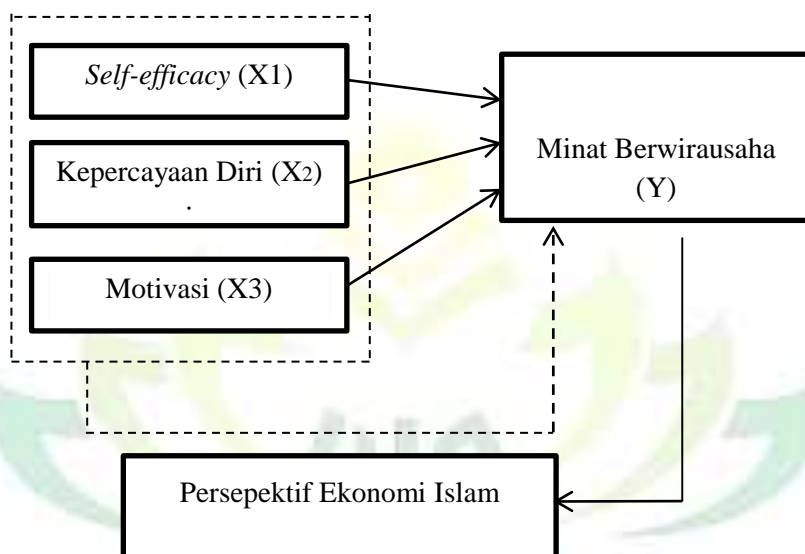 Self-efficacy (X1)
Kepercayaan Diri (X2)
.
Motivasi (X3)
Minat Berwirausaha
(Y)
Persepektif Ekonomi Islam